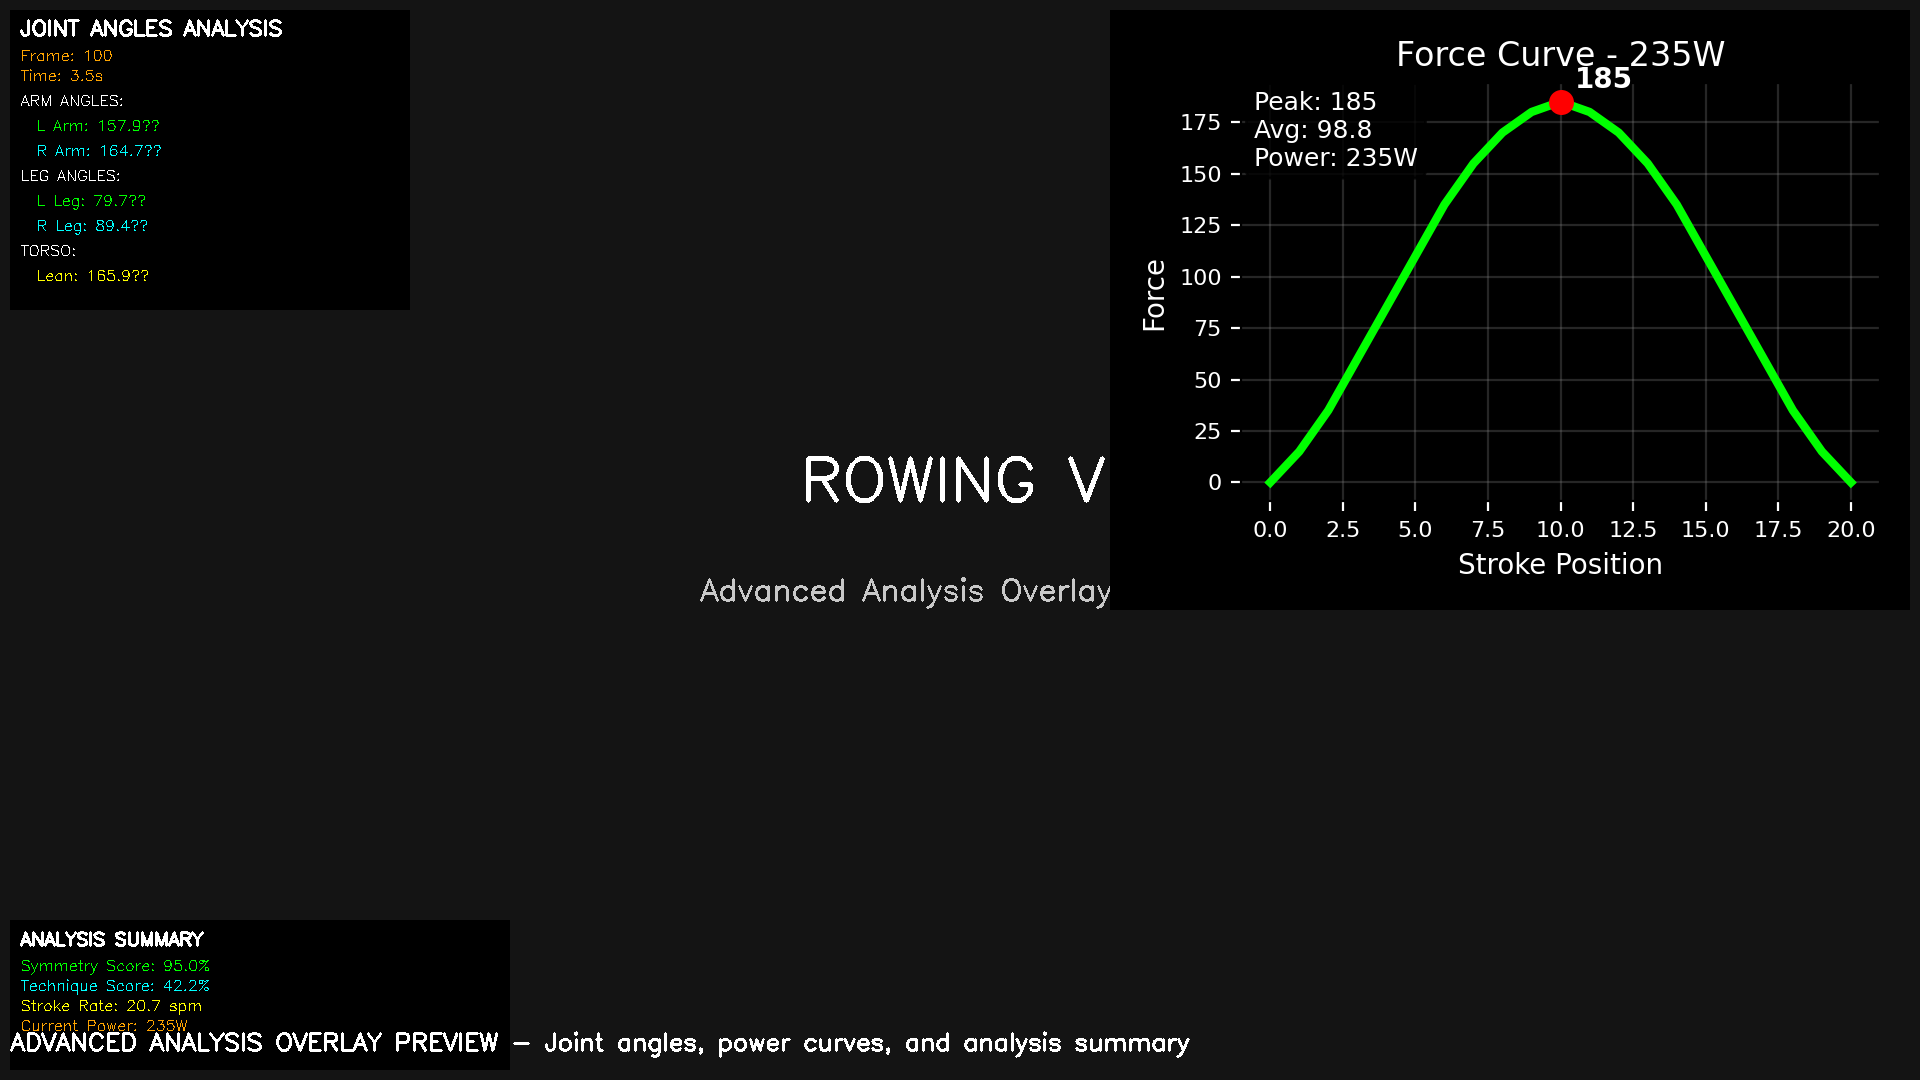 JOINT ANGLES ANALYSIS
Frame: 100
Time: 3.5s
ARM ANGLES:
L Arm: 157.9??
R Arm: 164.7??
LEG ANGLES:
L Leg: 79.7??
R Leg: 89.4??
TORSO:
Lean: 165.9??
Force Curve - 235W
185
Peak: 185
Avg: 98.8
Power: 235W
175
150
125
100
75
50
25
0
Force
0.0 2.5 5.0 7.5 10.0 12.5 15.0 17.5 20.0
Stroke Position
ROWING V
Advanced Analysis Overlay
ANALYSIS SUMMARY
Symmetry Score: 95.0%
Technique Score: 42.2%
Stroke Rate: 20.7 spm
Current Power: 235W
ADVANCED ANALYSIS OVERLAY PREVIEW - Joint angles, power curves, and analysis summary